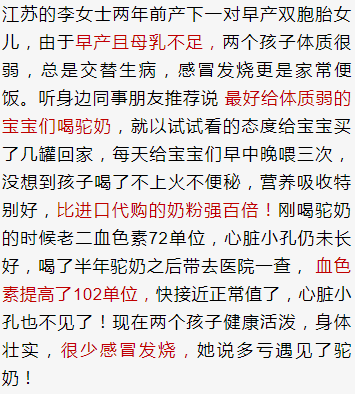 江苏的李女士两年前产下一对早产双胞胎女
儿，由于早产且母乳不足，两个孩子体质很
弱，总是交替生病，感冒发烧更是家常便
饭。听身边同事朋友推荐说 最好给体质弱的
宝宝们喝驼奶，就以试试看的态度给宝宝买
了几罐回家，每天给宝宝们早中晚喂三次，
没想到孩子喝了不上火不便秘，营养吸收特
别好，比进口代购的奶粉强百倍！刚喝驼奶
的时候老二血色素72单位，心脏小孔仍未长
好，喝了半年驼奶之后带去医院一查， 血色
素提高了102单位，快接近正常值了，心脏小
孔也不见了！现在两个孩子健康活泼，身体
壮实，很少感冒发烧，她说多亏遇见了驼
奶！